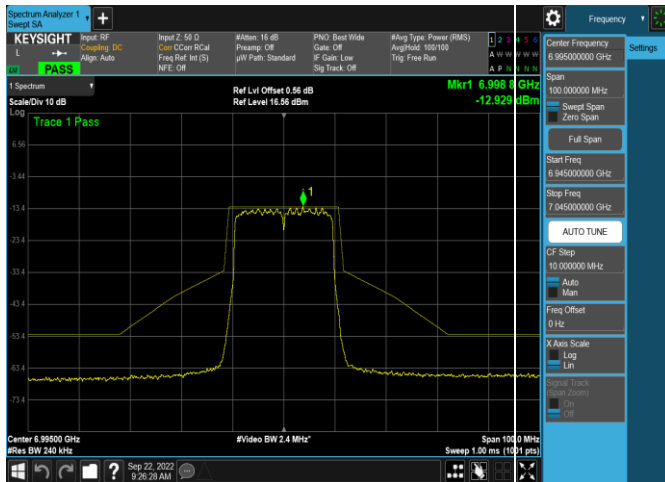 Spectrum Analyzer 1
Swept SA
Frequency
KEYSIGHT
Input: RF
Coupling: DC
Align: Auto
Input Z: 50 Ω
Corr CCorr RCal
Freq Ref: Int (S)
NFE: Off
#Atten: 16 dB
Preamp: Off
µW Path: Standard
PNO: Best Wide
Gate: Off
IF Gain: Low
Sig Track: Off
#Avg Type: Power (RMS)
Avg|Hold: 100/100
Trig: Free Run
1 2 3 4 5 6
A W W W W W
A P N N N N
L
PASS
1 Spectrum
Scale/Div 10 dB
Log
Ref Lvl Offset 0.56 dB
Ref Level 16.56 dBm
Mkr1 6.998 8 GHz
-12.929 dBm
Trace 1 Pass
6.56
-3.44
-13.4
-23.4
-33.4
-43.4
-53.4
-63.4
-73.4
1
Center 6.99500 GHz
#Res BW 240 kHz
#Video BW 2.4 MHz*
Span 100.0 MHz
Sweep 1.00 ms (1001 pts)
Sep 22, 2022
9:26:28 AM
Center Frequency
6.995000000 GHz
Settings
Span
100.000000 MHz
Swept Span
Zero Span
Full Span
Start Freq
6.945000000 GHz
Stop Freq
7.045000000 GHz
AUTO TUNE
CF Step
10.000000 MHz
Auto
Man
Freq Offset
0 Hz
X Axis Scale
Log
Lin
Signal Track
(Span Zoom)
On
Off